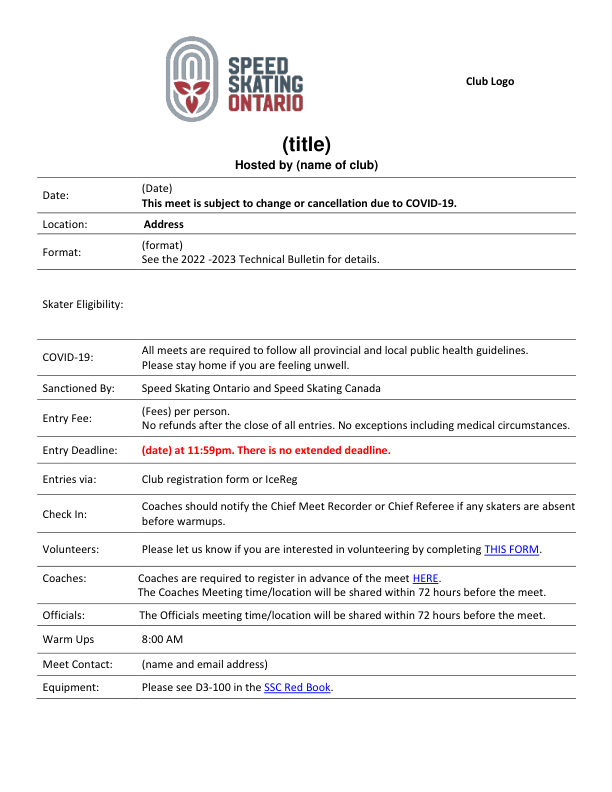 SPEED
SKATING
ONTARIO
Club Logo
(title)
Hosted by (name of club)
Date:
(Date)
This meet is subject to change or cancellation due to COVID-19.
Location:
Address
Format:
(format)
See the 2022 -2023 Technical Bulletin for details.
Skater Eligibility:
COVID-19:
All meets are required to follow all provincial and local public health guidelines.
Please stay home if you are feeling unwell.
Sanctioned By:
Speed Skating Ontario and Speed Skating Canada
Entry Fee:
(Fees) per person.
No refunds after the close of all entries. No exceptions including medical circumstances.
Entry Deadline:
(date) at 11:59pm. There is no extended deadline.
Entries via:
Club registration form or IceReg
Check In:
Coaches should notify the Chief Meet Recorder or Chief Referee if any skaters are absent
before warmups.
Volunteers:
Please let us know if you are interested in volunteering by completing THIS FORM.
Coaches:
Coaches are required to register in advance of the meet HERE.
The Coaches Meeting time/location will be shared within 72 hours before the meet.
Officials:
The Officials meeting time/location will be shared within 72 hours before the meet.
Warm Ups
8:00 AM
Meet Contact:
(name and email address)
Equipment:
Please see D3-100 in the SSC Red Book.